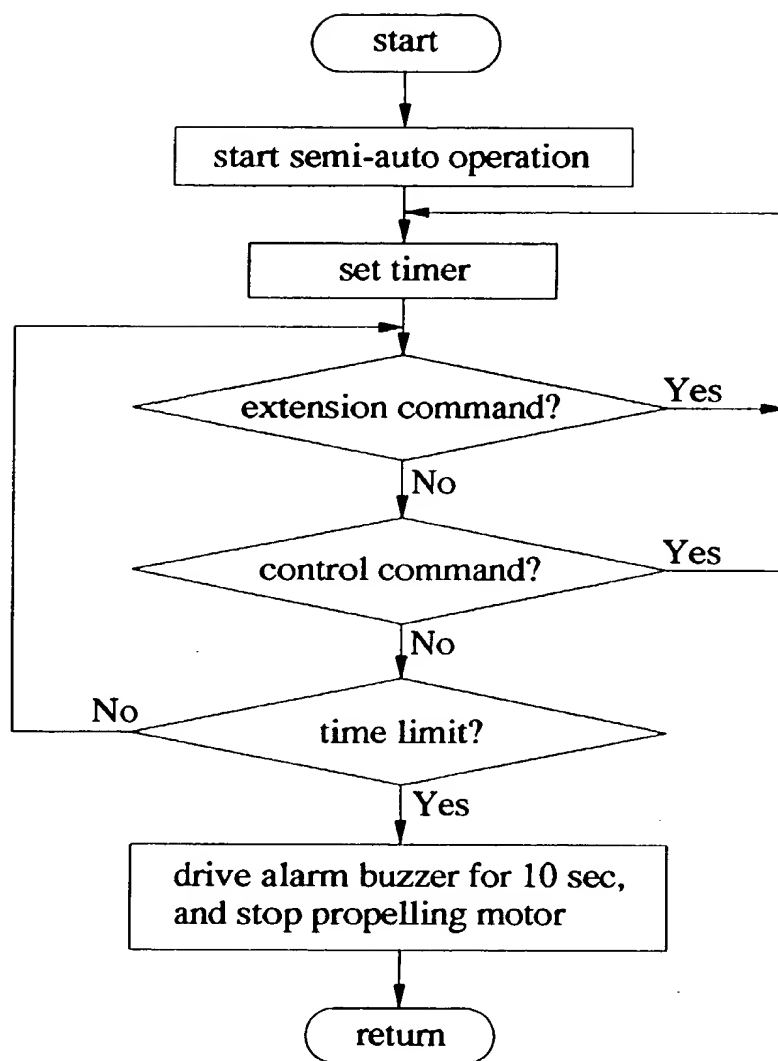 start
start semi-auto operation
set timer
extension command?
Yes
No
control command?
Yes
No
time limit?
No
Yes
drive alarm buzzer for 10 sec,
and stop propelling motor
return